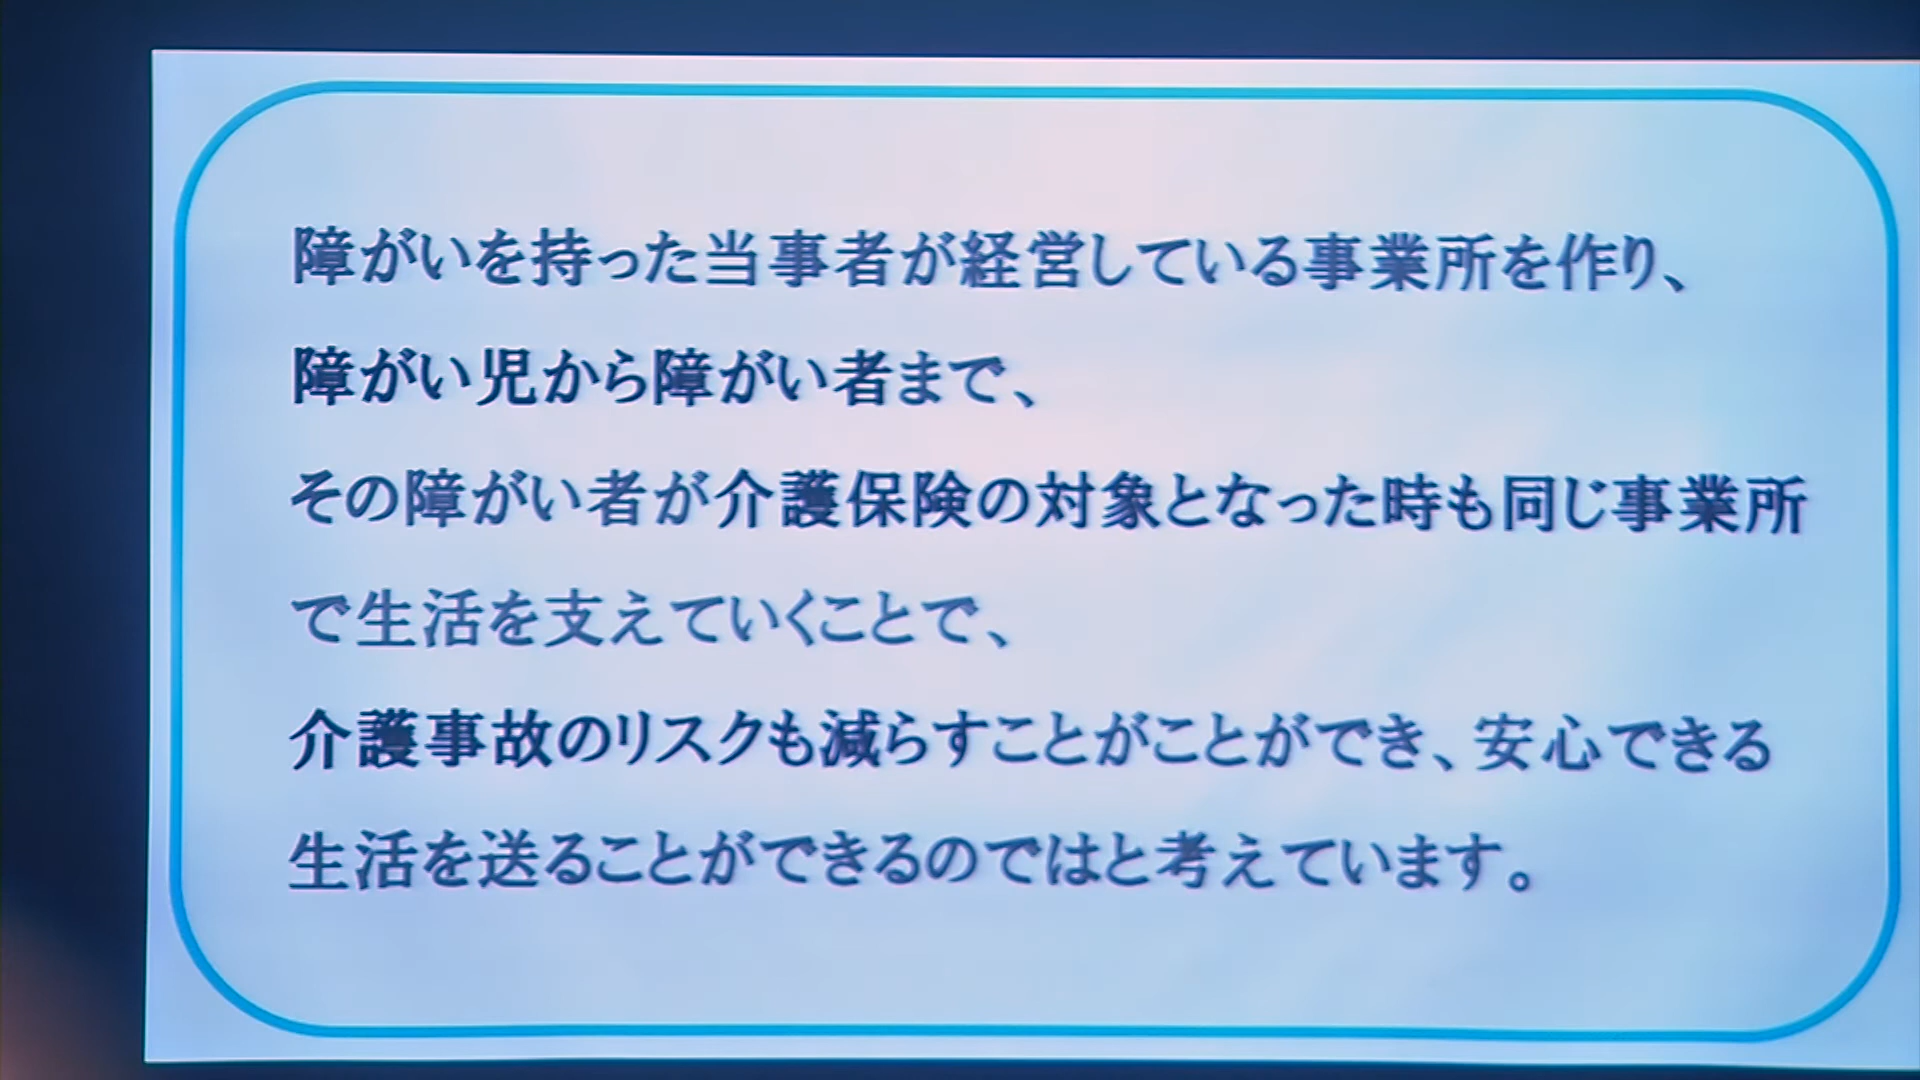 障がいを持った当事者が経営している事業所を作り、
障がい児から障がい者まで、
その障がい者が介護保険の対象となった時も同じ事業所
で生活を支えていくことで、
介護事故のリスクも減らすことがことができ、安心できる
生活を送ることができるのではと考えています。